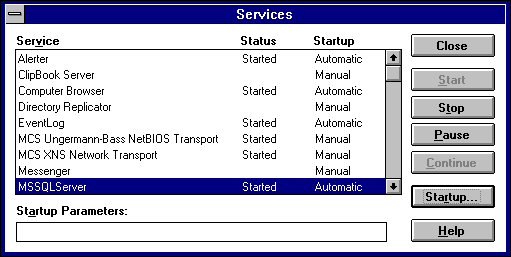 Services
Service Status Startup
Alerter Started Automatic
ClipBook Server Manual
Computer Browser Started Automatic
Directory Replicator Manual
EventLog Started Automatic
MCS Ungermann-Bass NetBIOS Transport Started Manual
MCS XNS Network Transport Started Manual
Messenger Manual
MSSQLServer Started Automatic
Startup Parameters:
Close
Start
Stop
Pause
Continue
Startup...
Help